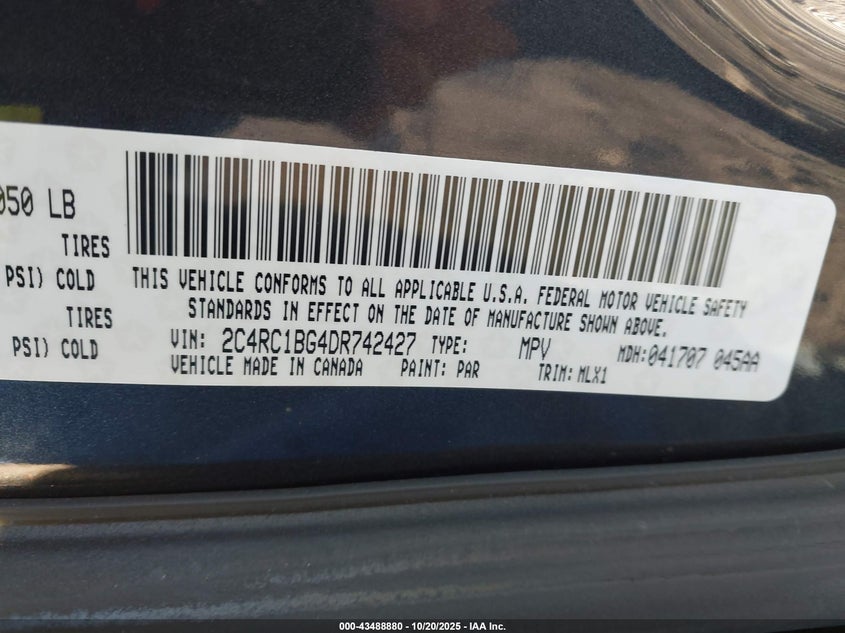 050 LB
TIRES
PSI) COLD
TIRES
PSI) COLD
THIS VEHICLE CONFORMS TO ALL APPLICABLE U.S.A. FEDERAL MOTOR VEHICLE SAFETY
STANDARDS IN EFFECT ON THE DATE OF MANUFACTURE SHOWN ABOVE.
VIN: 2C4RC1BG4DR742427 TYPE: MPV MDH:041707 045AA
VEHICLE MADE IN CANADA PAINT: PAR TRIM: MLX1
000-43488880 - 10/20/2025 - IAA Inc.